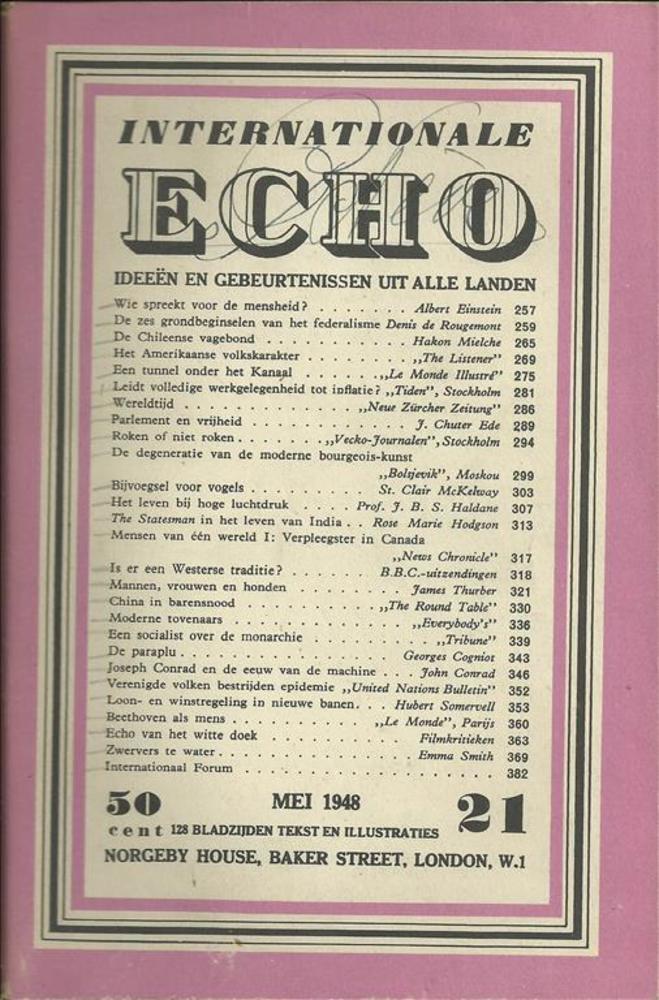 INTERNATIONALE
ECHO
IDEEËN EN GEBEURTENISSEN UIT ALLE LANDEN
Wie spreekt voor de mensheid? . . . . . . . Albert Einstein 257
De zes grondbeginselen van het federalisme Denis de Rougemont 259
De Chileense vagebond . . . . . . . . . . Hakon Mielche 265
Het Amerikaanse volkskarakter . . . . . . . . „The Listener” 269
Een tunnel onder het Kanaal . . . . . . „Le Monde Illustré” 275
Leidt volledige werkgelegenheid tot inflatie? „Tiden”, Stockholm 281
Wereldtijd . . . . . . . . . . . . „Neue Zürcher Zeitung” 286
Parlement en vrijheid . . . . . . . . . . . . J. Chuter Ede 289
Roken of niet roken . . . . . . „Vecko-Journalen”, Stockholm 294
De degeneratie van de moderne bourgeois-kunst
„Bolsjevik”, Moskou 299
Bijvoegsel voor vogels . . . . . . . . . St. Clair McKelway 303
Het leven bij hoge luchtdruk . . . . Prof. J. B. S. Haldane 307
The Statesman in het leven van India . . Rose Marie Hodgson 313
Mensen van één wereld I: Verpleegster in Canada
„News Chronicle” 317
Is er een Westerse traditie? . . . . . . B.B.C.-uitzendingen 318
Mannen, vrouwen en honden . . . . . . . . James Thurber 321
China in barensnood . . . . . . . . . . „The Round Table” 330
Moderne tovenaars . . . . . . . . . . . . . „Everybody's” 336
Een socialist over de monarchie . . . . . . . . . . „Tribune” 339
De paraplu . . . . . . . . . . . . . . . . Georges Cogniot 343
Joseph Conrad en de eeuw van de machine . . . John Conrad 346
Verenigde volken bestrijden epidemie „United Nations Bulletin” 352
Loon- en winstregeling in nieuwe banen. . . Hubert Somervell 353
Beethoven als mens . . . . . . . . . . „Le Monde”, Parijs 360
Echo van het witte doek . . . . . . . . . . Filmkritieken 363
Zwervers te water . . . . . . . . . . . . . . Emma Smith 369
Internationaal Forum . . . . . . . . . . . . . . . . . . 382
50 MEI 1948 21
cent 128 BLADZIJDEN TEKST EN ILLUSTRATIES
NORGEBY HOUSE, BAKER STREET, LONDON, W.1